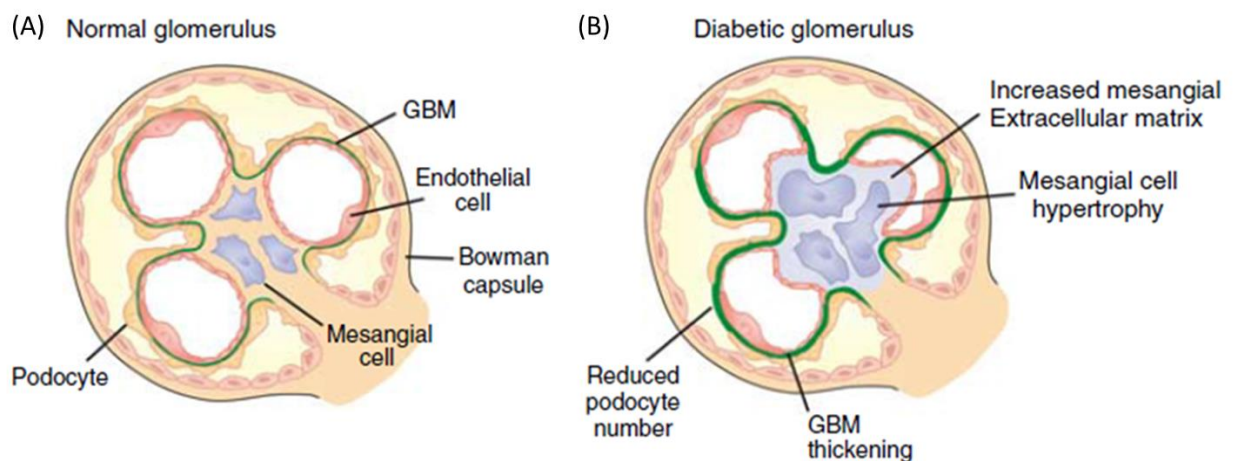 (A) Normal glomerulus
GBM
Endothelial
cell
Bowman
capsule
Mesangial
cell
Podocyte
(B) Diabetic glomerulus
Increased mesangial
Extracellular matrix
Mesangial cell
hypertrophy
Reduced
podocyte
number
GBM
thickening